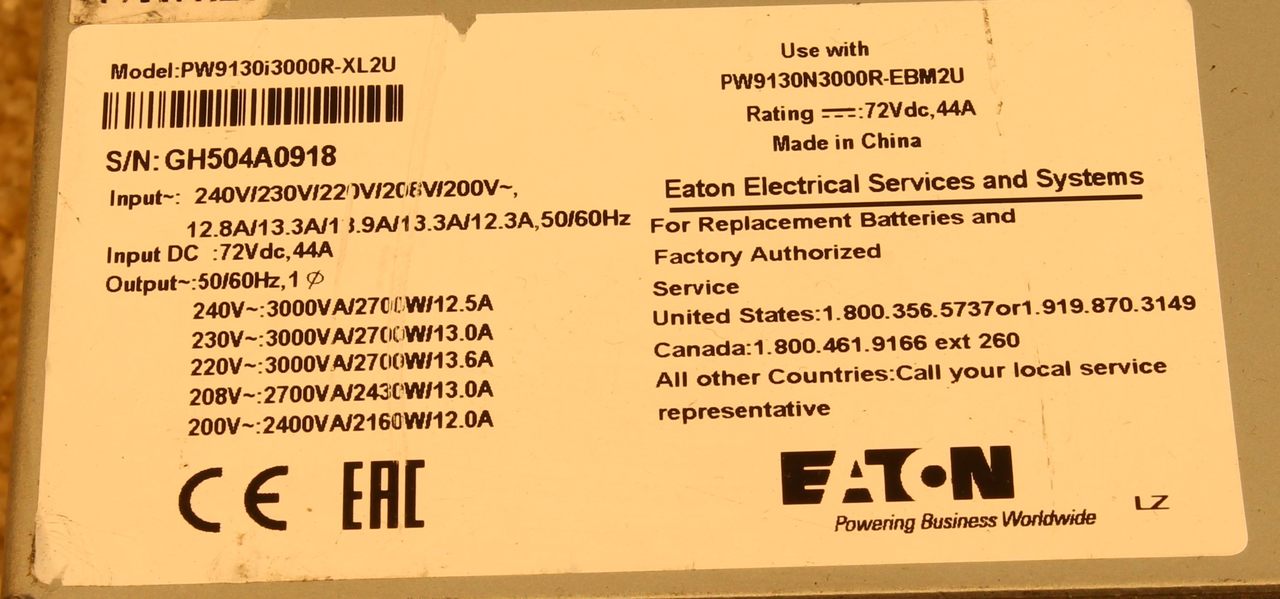 Model:PW9130i3000R-XL2U
S/N: GH504A0918
Input~: 240V/230V/220V/208V/200V~,
12.8A/13.3A/13.9A/13.3A/12.3A,50/60Hz
Input DC :72Vdc,44A
Output~:50/60Hz,1 ∅
240V~:3000VA/2700W/12.5A
230V~:3000VA/2700W/13.0A
220V~:3000VA/2700W/13.6A
208V~:2700VA/2430W/13.0A
200V~:2400VA/2160W/12.0A
CE EAC
Use with
PW9130N3000R-EBM2U
Rating ⎓:72Vdc,44A
Made in China
Eaton Electrical Services and Systems
For Replacement Batteries and
Factory Authorized
Service
United States:1.800.356.5737or1.919.870.3149
Canada:1.800.461.9166 ext 260
All other Countries:Call your local service
representative
EATON
Powering Business Worldwide
LZ